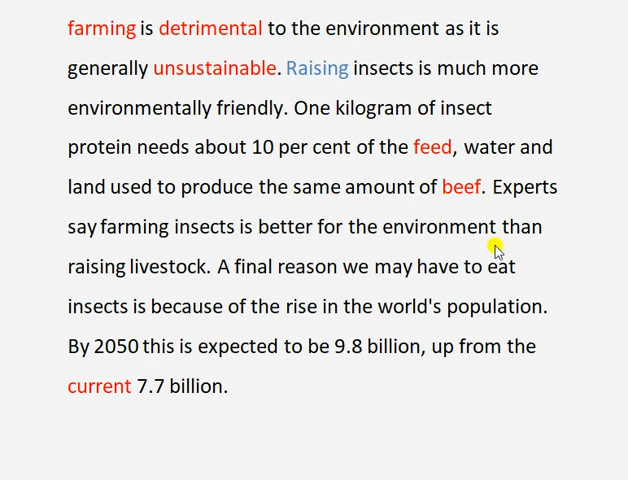 farming is detrimental to the environment as it is
generally unsustainable. Raising insects is much more
environmentally friendly. One kilogram of insect
protein needs about 10 per cent of the feed, water and
land used to produce the same amount of beef. Experts
say farming insects is better for the environment than
raising livestock. A final reason we may have to eat
insects is because of the rise in the world's population.
By 2050 this is expected to be 9.8 billion, up from the
current 7.7 billion.